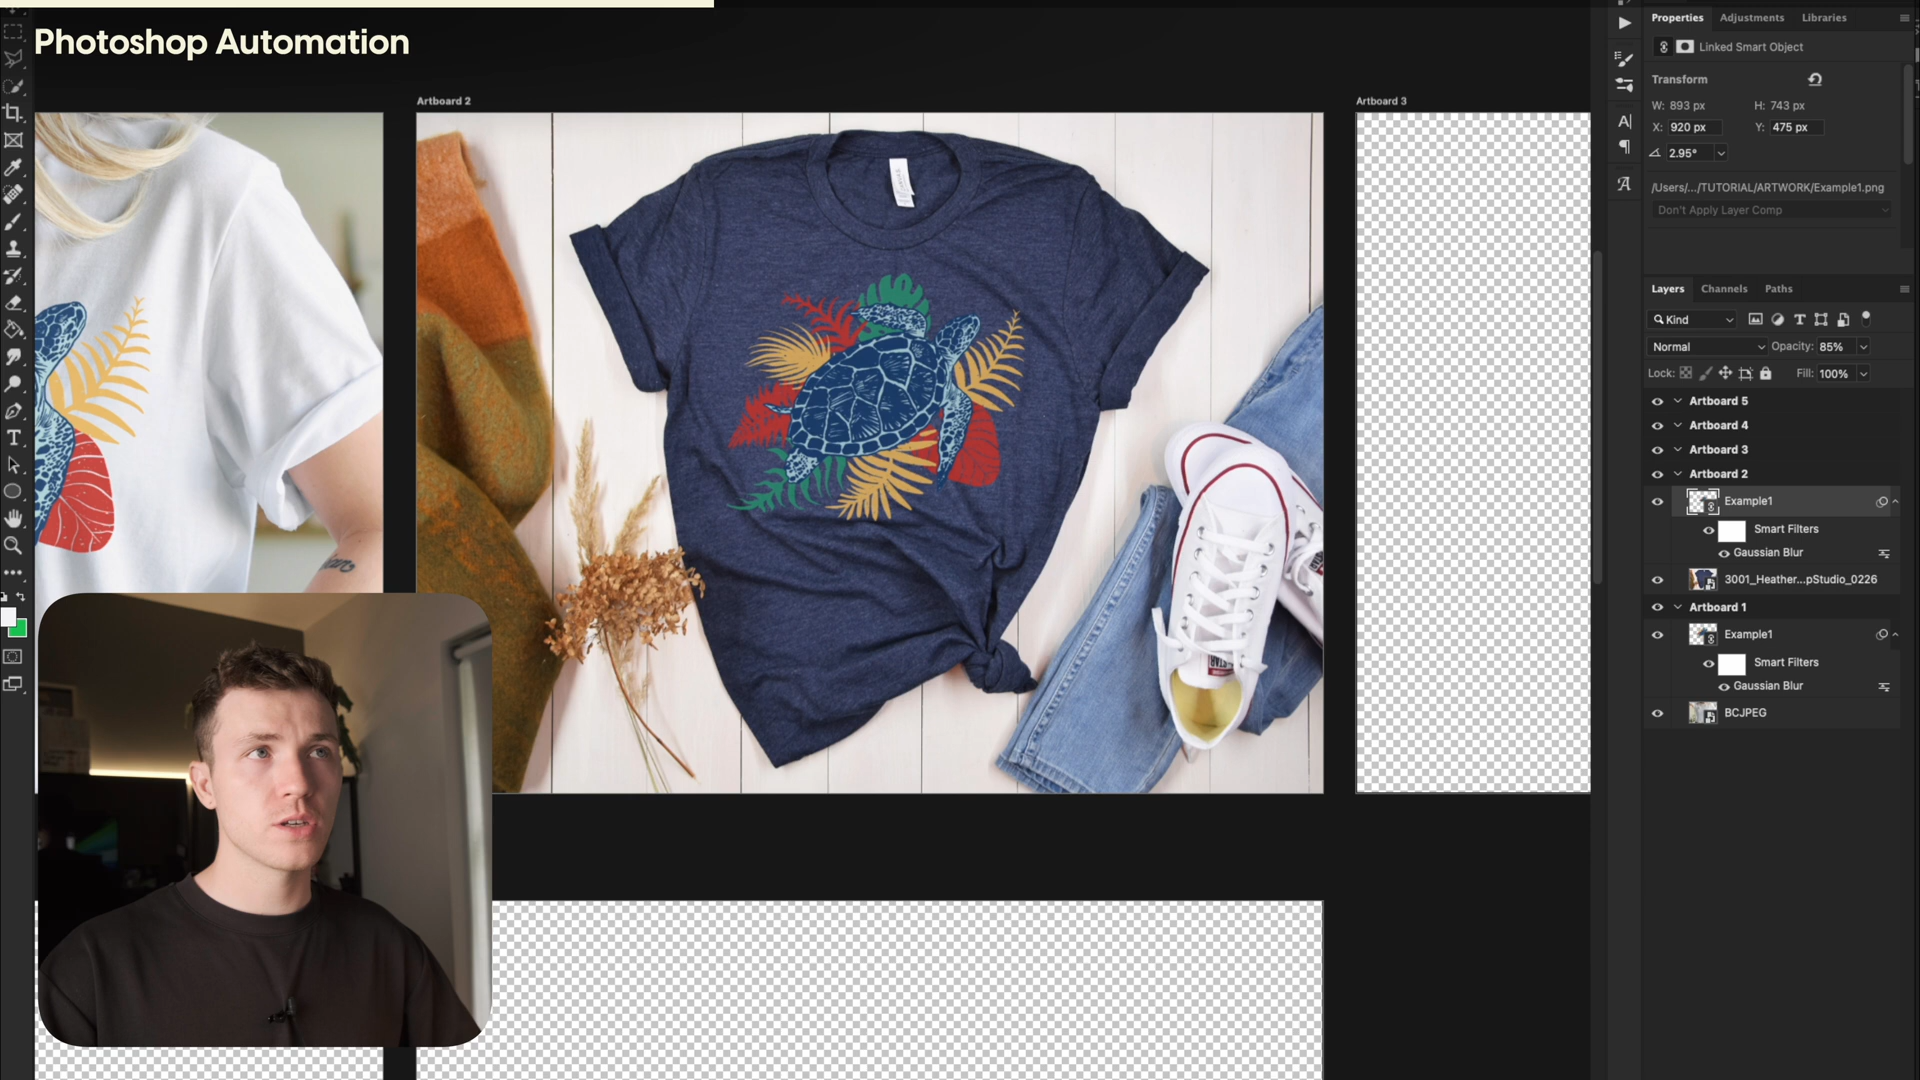 Photoshop Automation
Artboard 2
Artboard 3
Properties
Adjustments
Libraries
Linked Smart Object
Transform
W: 893 px
H: 743 px
X: 920 px
Y: 475 px
2.95°
/Users/.../TUTORIAL/ARTWORK/Example1.png
Don't Apply Layer Comp
Layers
Channels
Paths
Kind
Normal
Opacity: 85%
Lock:
Fill: 100%
Artboard 5
Artboard 4
Artboard 3
Artboard 2
Example1
Smart Filters
Gaussian Blur
3001_Heather...pStudio_0226
Artboard 1
Example1
Smart Filters
Gaussian Blur
BCJPEG